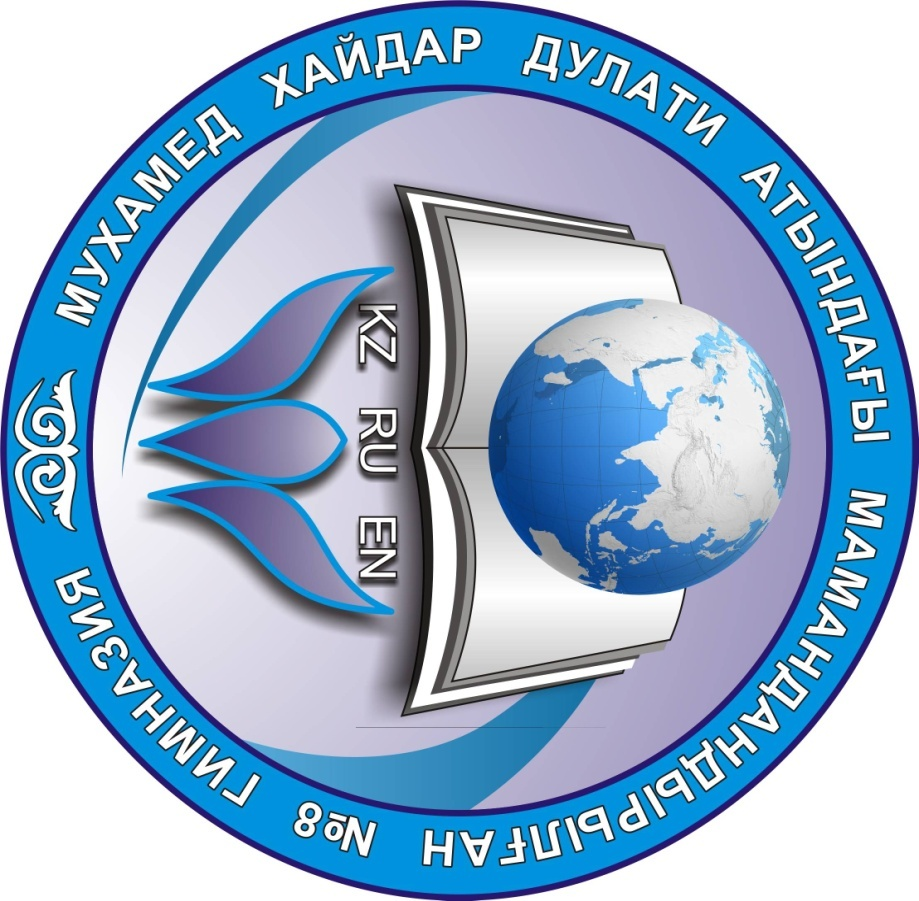 МУХАМЕД ХАЙДАР ДУЛАТИ АТЫНДАҒЫ МАМАНДАНДЫРЫЛҒАН №8 ГИМНАЗИЯ
KZ RU EN